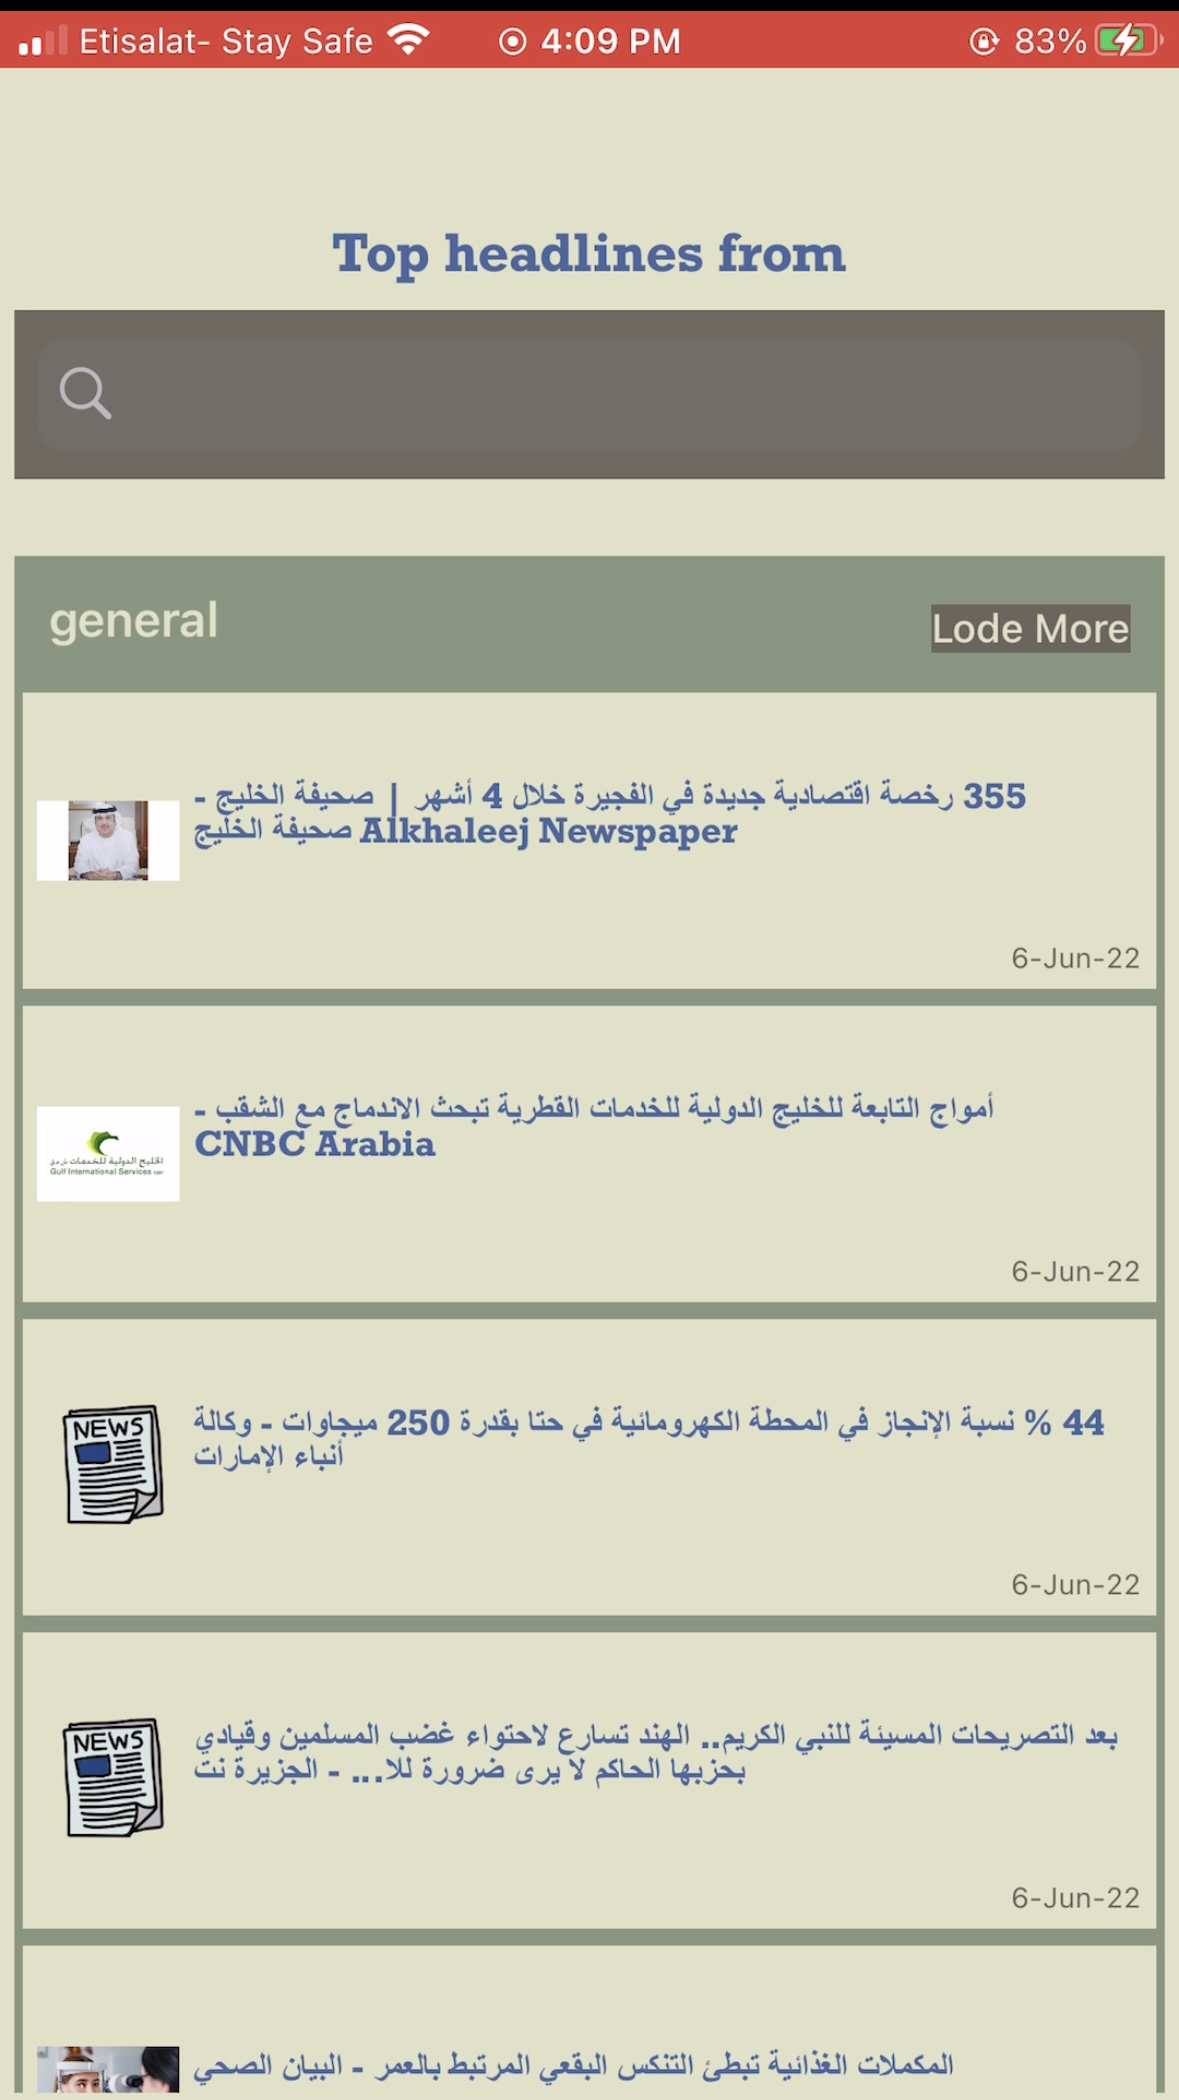 Etisalat- Stay Safe 4:09 PM 83%
Top headlines from
general
Lode More
355 رخصة اقتصادية جديدة في الفجيرة خلال 4 أشهر | صحيفة الخليج -
صحيفة الخليج Alkhaleej Newspaper
6-Jun-22
أمواج التابعة للخليج الدولية للخدمات القطرية تبحث الاندماج مع الشقب -
CNBC Arabia
الخليج الدولية للخدمات
Gulf International Services
6-Jun-22
NEWS
44 % نسبة الإنجاز في المحطة الكهرومائية في حتا بقدرة 250 ميجاوات - وكالة
أنباء الإمارات
6-Jun-22
NEWS
بعد التصريحات المسيئة للنبي الكريم.. الهند تسارع لاحتواء غضب المسلمين وقيادي
بحزبها الحاكم لا يرى ضرورة للا... - الجزيرة نت
6-Jun-22
المكملات الغذائية تبطئ التنكس البقعي المرتبط بالعمر - البيان الصحي